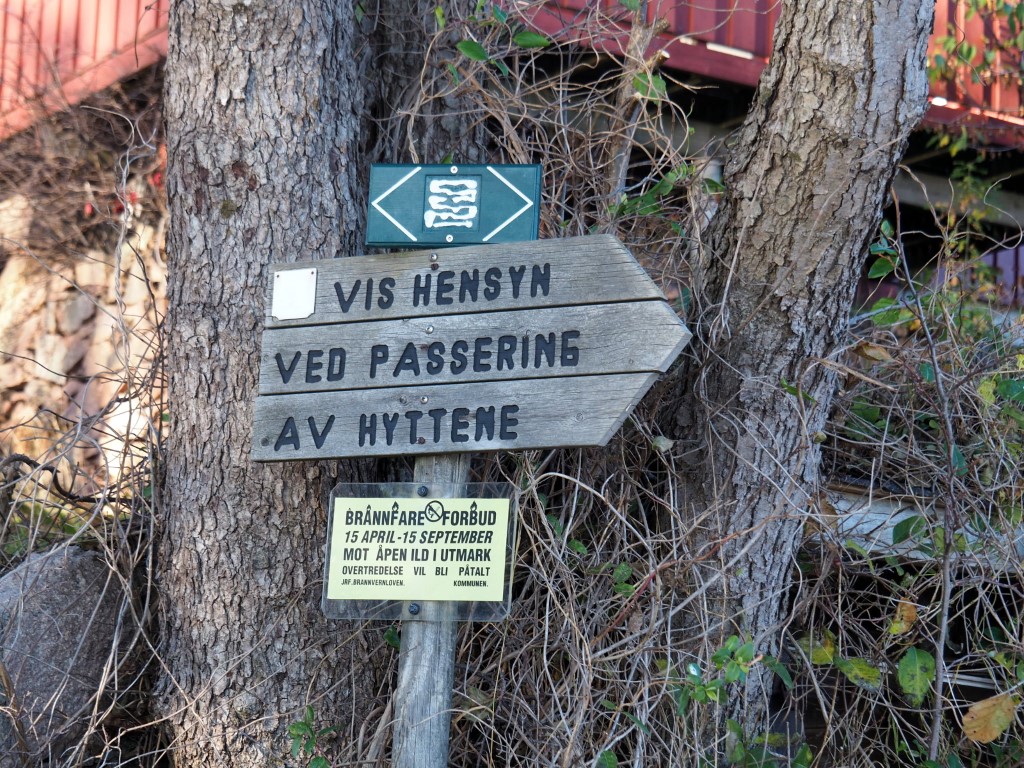 VIS HENSYN
VED PASSERING
AV HYTTENE
BRANNFARE FORBUD
15 APRIL-15 SEPTEMBER
MOT ÅPEN ILD I UTMARK
OVERTREDELSE VIL BLI PÅTALT
JRF. BRANNVERNLOVEN. KOMMUNEN.